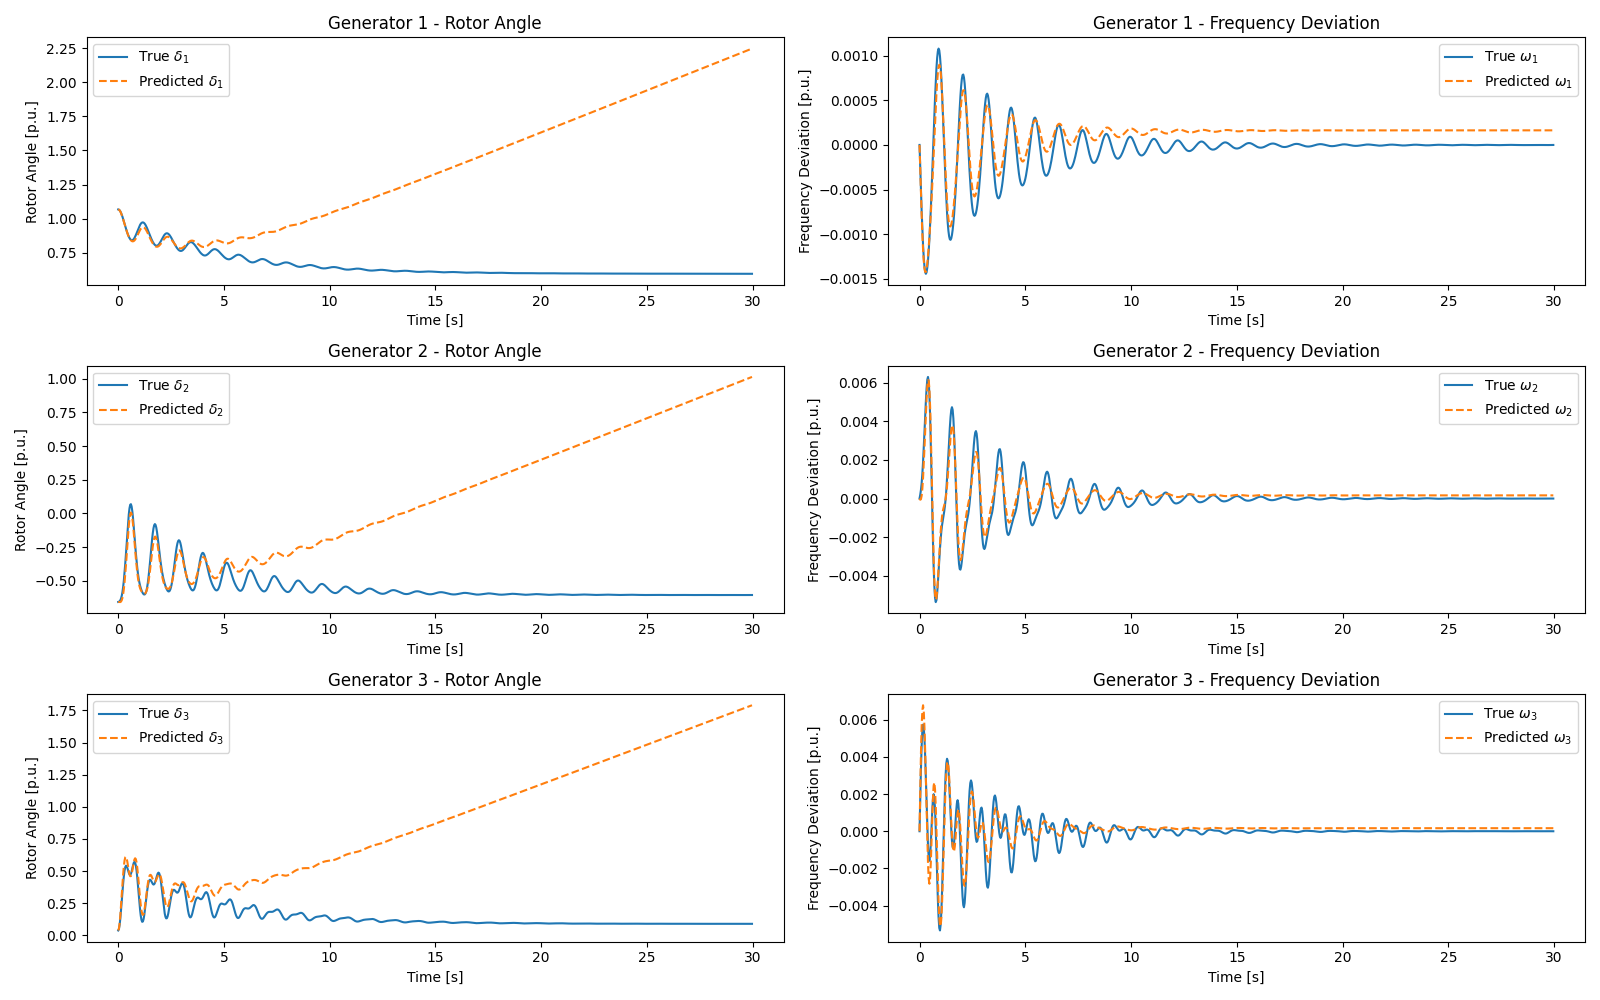 Generator 1 - Rotor Angle
Rotor Angle [p.u.]
2.25
2.00
1.75
1.50
1.25
1.00
0.75
True δ1
Predicted δ1
0 5 10 15 20 25 30
Time [s]
Generator 1 - Frequency Deviation
Frequency Deviation [p.u.]
0.0010
0.0005
0.0000
−0.0005
−0.0010
−0.0015
True ω1
Predicted ω1
0 5 10 15 20 25 30
Time [s]
Generator 2 - Rotor Angle
Rotor Angle [p.u.]
1.00
0.75
0.50
0.25
0.00
−0.25
−0.50
True δ2
Predicted δ2
0 5 10 15 20 25 30
Time [s]
Generator 2 - Frequency Deviation
Frequency Deviation [p.u.]
0.006
0.004
0.002
0.000
−0.002
−0.004
True ω2
Predicted ω2
0 5 10 15 20 25 30
Time [s]
Generator 3 - Rotor Angle
Rotor Angle [p.u.]
1.75
1.50
1.25
1.00
0.75
0.50
0.25
0.00
True δ3
Predicted δ3
0 5 10 15 20 25 30
Time [s]
Generator 3 - Frequency Deviation
Frequency Deviation [p.u.]
0.006
0.004
0.002
0.000
−0.002
−0.004
True ω3
Predicted ω3
0 5 10 15 20 25 30
Time [s]